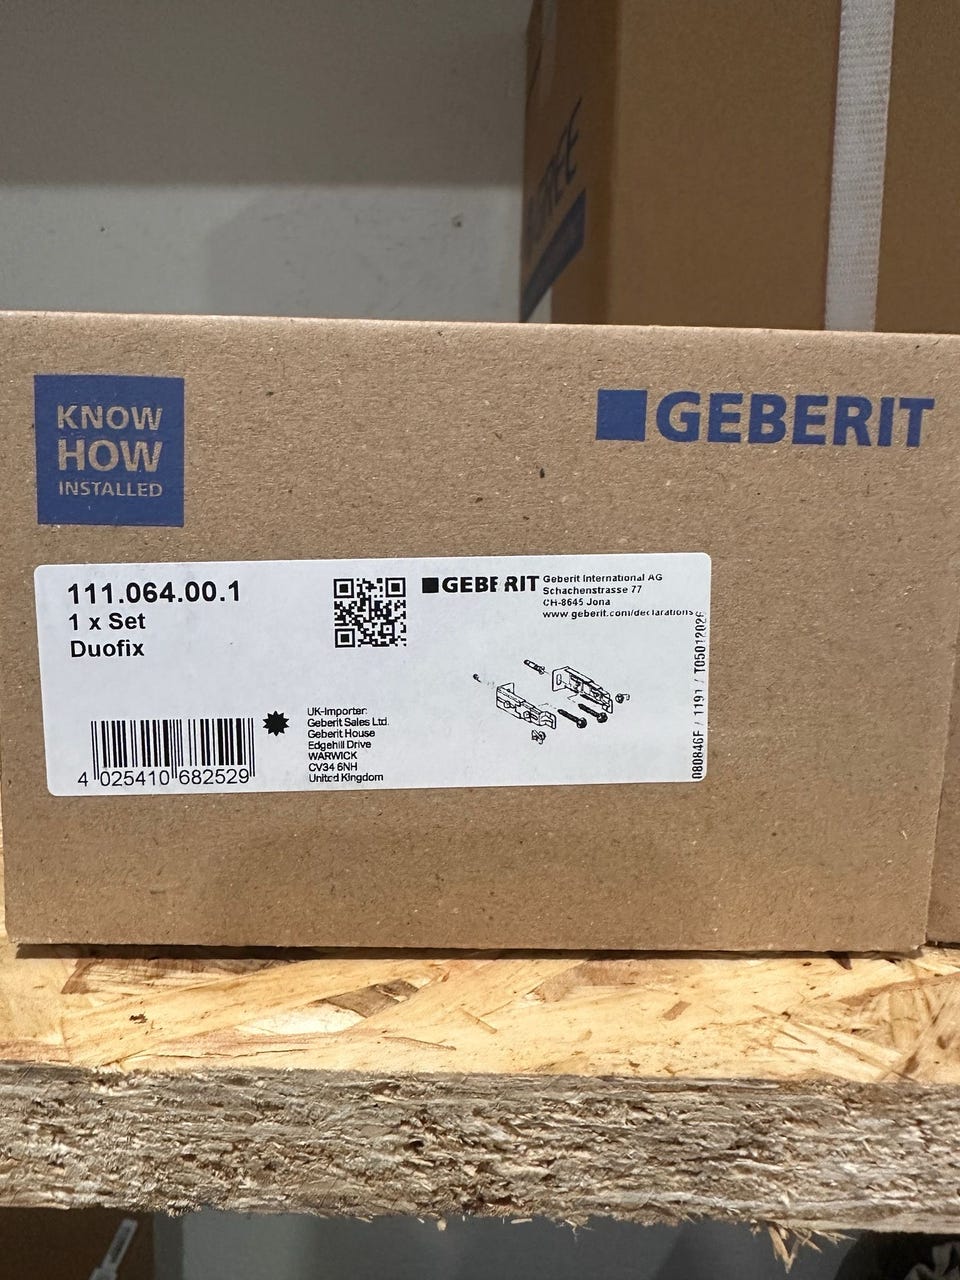 KNOW
HOW
INSTALLED
GEBERIT
111.064.00.1
1 x Set
Duofix
GEBERIT
Geberit International AG
Schachenstrasse 77
CH-8645 Jona
www.geberit.com/declarations
UK-Importer:
Geberit Sales Ltd.
Geberit House
Edgehill Drive
WARWICK
CV34 6NH
United Kingdom
4 025410 682529